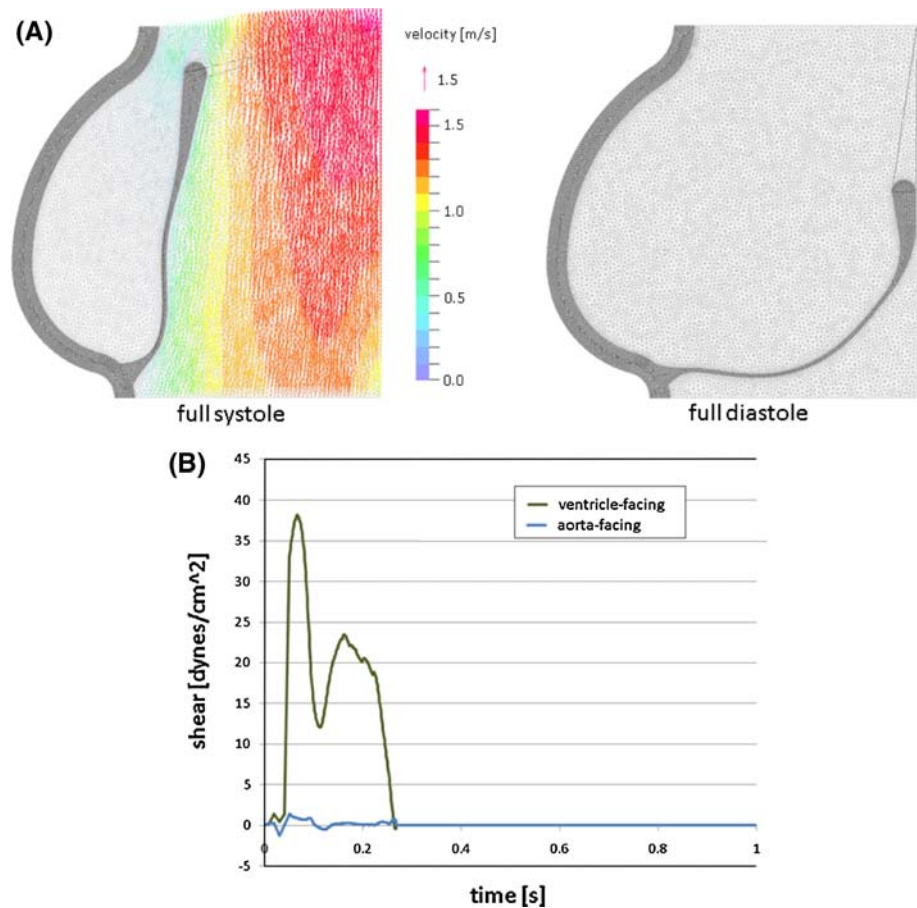 (A)
velocity [m/s]
1.5
1.5
1.0
0.5
0.0
full systole
full diastole
(B)
45
40
35
30
25
20
15
10
5
0
-5
0
0.2
0.4
0.6
0.8
1
shear [dynes/cm^2]
time [s]
ventricle-facing
aorta-facing